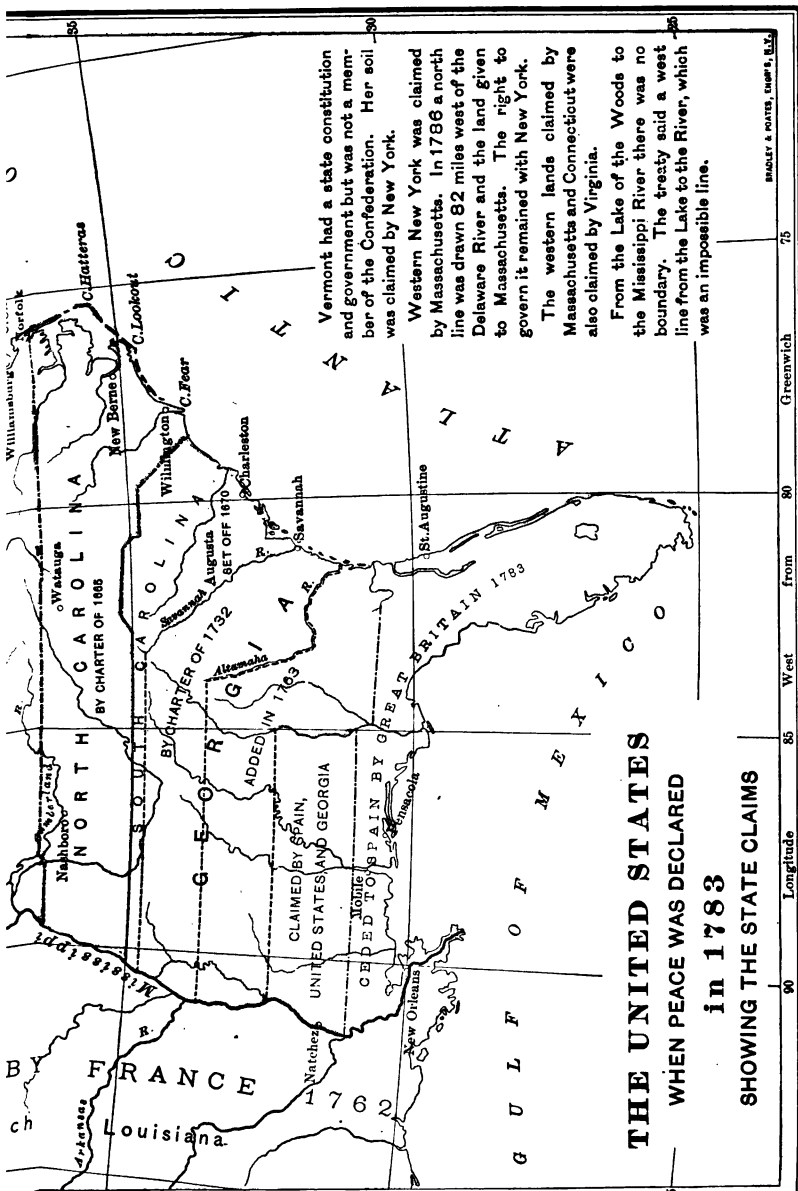 THE UNITED STATES
WHEN PEACE WAS DECLARED
in 1783
SHOWING THE STATE CLAIMS
Vermont had a state constitution
and government but was not a mem-
ber of the Confederation. Her soil
was claimed by New York.
Western New York was claimed
by Massachusetts. In 1786 a north
line was drawn 82 miles west of the
Delaware River and the land given
to Massachusetts. The right to
govern it remained with New York.
The western lands claimed by
Massachusetts and Connecticut were
also claimed by Virginia.
From the Lake of the Woods to
the Mississippi River there was no
boundary. The treaty said a west
line from the Lake to the River, which
was an impossible line.
BRADLEY & POATES, ENGR'S, N.Y.
BY FRANCE 1762
ch
Louisiana
Arkansas R.
Mississippi
Natchez
New Orleans
Nashboro
R.
Watauga
NORTH CAROLINA
BY CHARTER OF 1665
Williamsburg
Norfolk
C. Hatteras
C. Lookout
New Berne
C. Fear
Wilmington
SOUTH CAROLINA
SET OFF 1670
Charleston
Savannah R.
Augusta
Savannah
GEORGIA
BY CHARTER OF 1732
Altamaha R.
ADDED IN 1763
CLAIMED BY SPAIN,
UNITED STATES, AND GEORGIA
CEDED TO SPAIN BY GREAT BRITAIN 1783
Mobile
Pensacola
St. Augustine
GULF OF MEXICO
ATLANTIC O
35
30
25
90
85
80
75
Longitude West from Greenwich